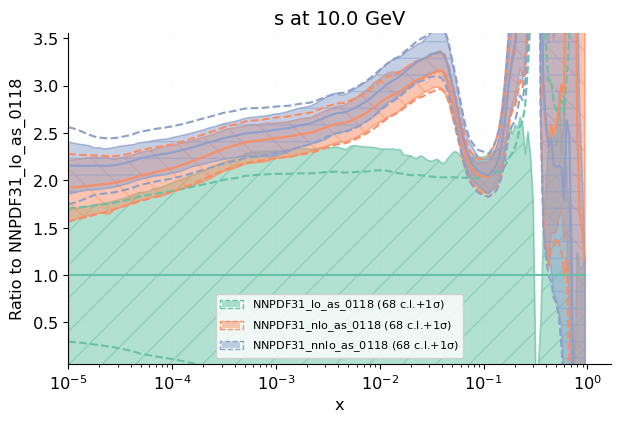 s at 10.0 GeV
Ratio to NNPDF31_lo_as_0118
3.5
3.0
2.5
2.0
1.5
1.0
0.5
NNPDF31_lo_as_0118 (68 c.l.+1σ)
NNPDF31_nlo_as_0118 (68 c.l.+1σ)
NNPDF31_nnlo_as_0118 (68 c.l.+1σ)
10⁻⁵ 10⁻⁴ 10⁻³ 10⁻² 10⁻¹ 10⁰
x